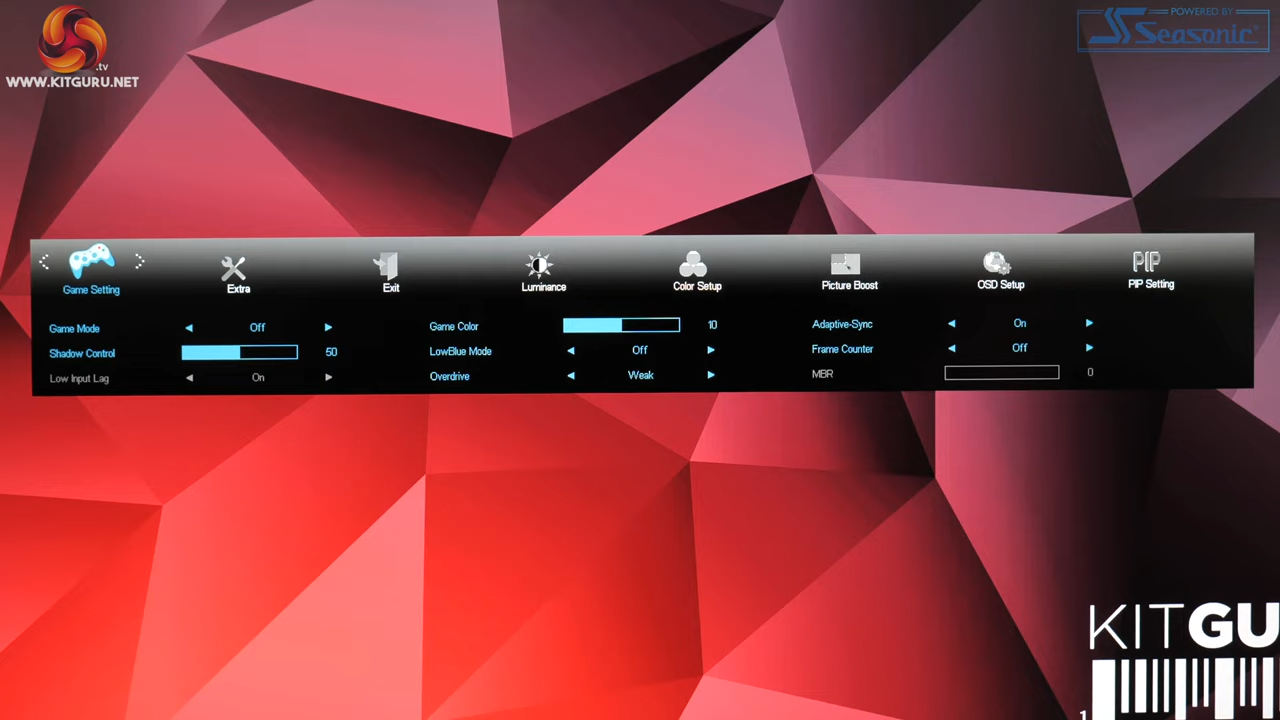 POWERED BY
Seasonic
.tv
WWW.KITGURU.NET
Game Setting Extra Exit Luminance Color Setup Picture Boost OSD Setup PIP Setting
PIP
Game Mode Off Game Color 10 Adaptive-Sync On
Shadow Control 50 LowBlue Mode Off Frame Counter Off
Low Input Lag On Overdrive Weak MBR 0
KITGU
1